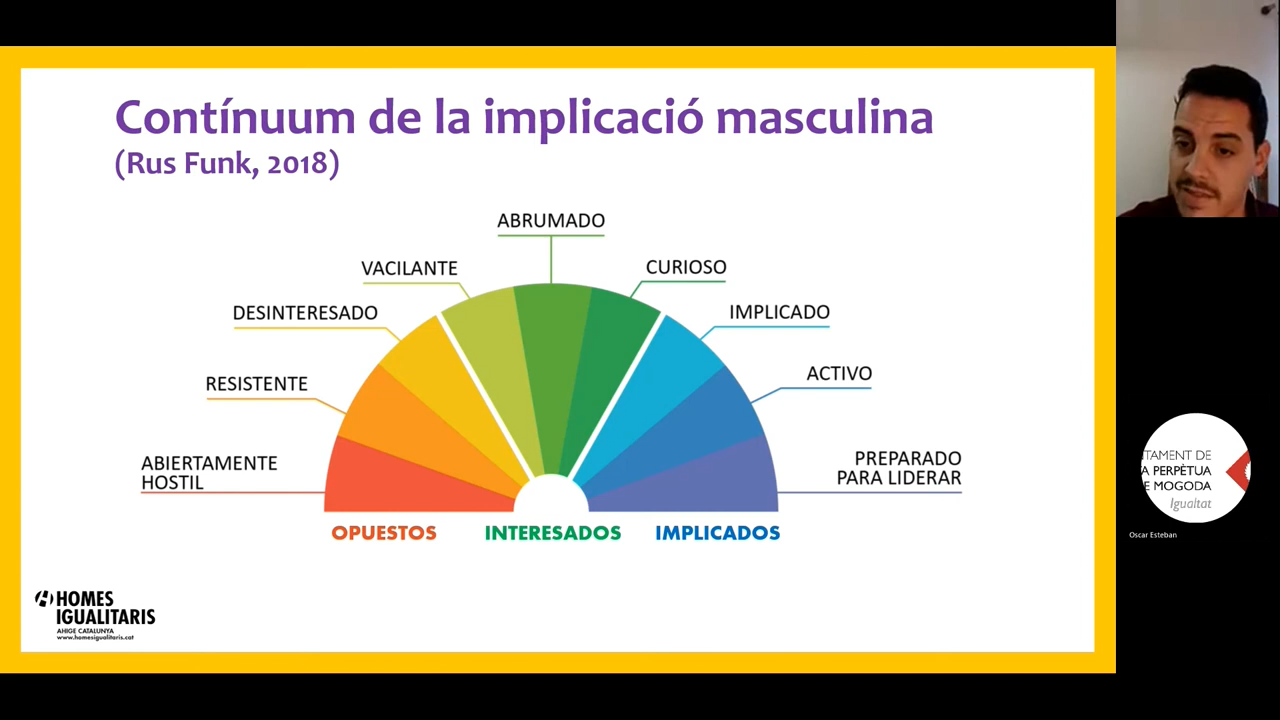 Contínuum de la implicació masculina
(Rus Funk, 2018)
ABRUMADO
VACILANTE
CURIOSO
DESINTERESADO
IMPLICADO
RESISTENTE
ACTIVO
ABIERTAMENTE
HOSTIL
PREPARADO
PARA LIDERAR
OPUESTOS
INTERESADOS
IMPLICADOS
HOMES
IGUALITARIS
AHIGE CATALUNYA
www.homesigualitaris.cat
TAMENT DE
A PERPÈTUA
E MOGODA
Igualtat
Oscar Esteban